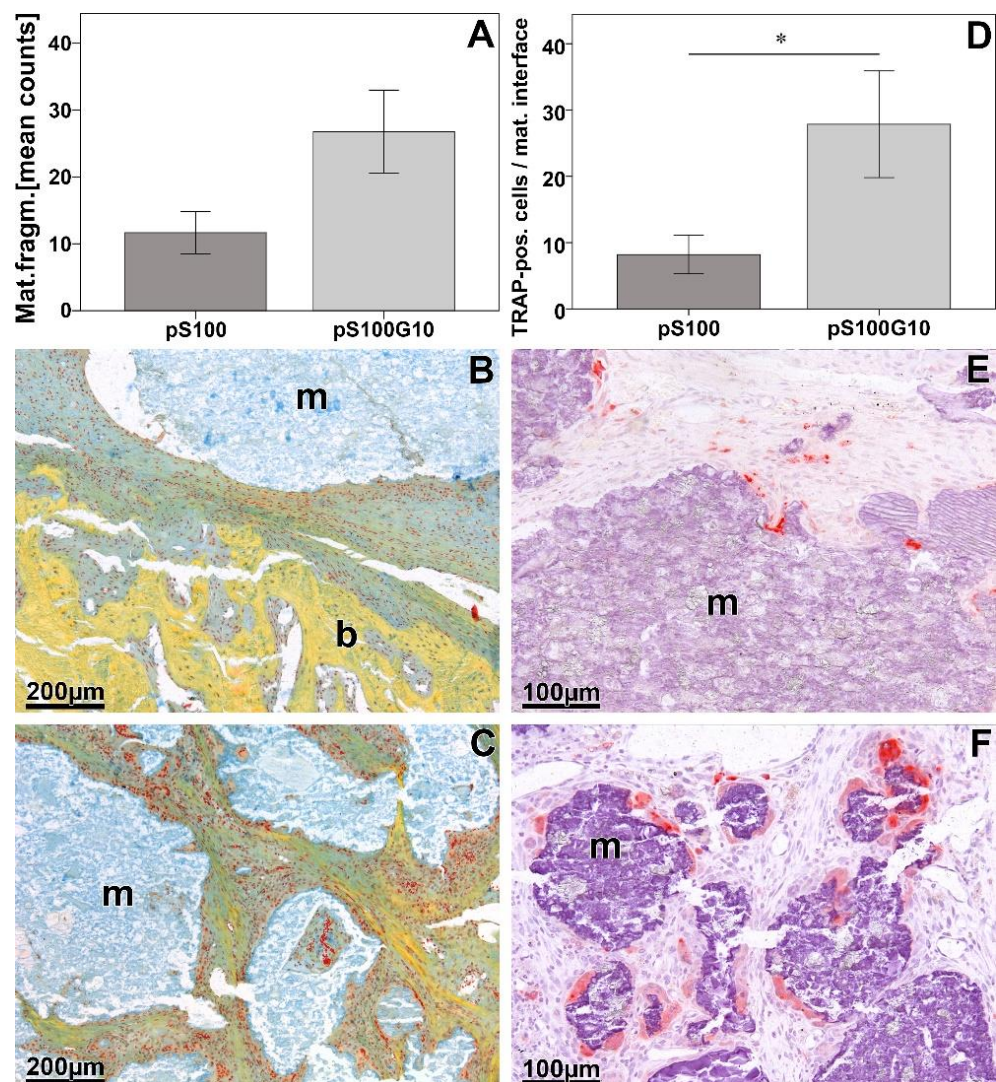 A
Mat.fragm.[mean counts]
40
30
20
10
0
pS100
pS100G10
D
*
TRAP-pos. cells / mat. interface
40
30
20
10
0
pS100
pS100G10
B
m
b
200μm
E
m
100μm
C
m
200μm
F
m
100μm